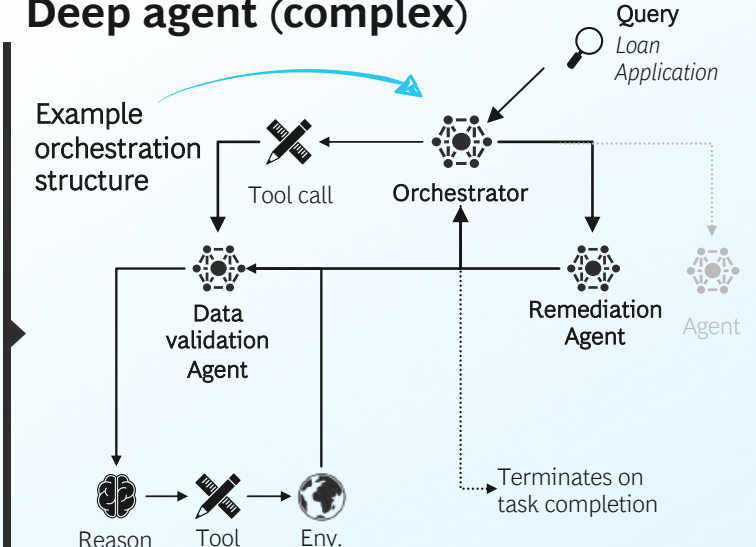 Deep agent (complex)
Query
Loan
Application
Example
orchestration
structure
Tool call
Orchestrator
Data
validation
Agent
Remediation
Agent
Agent
Terminates on
task completion
Reason
Tool
Env.